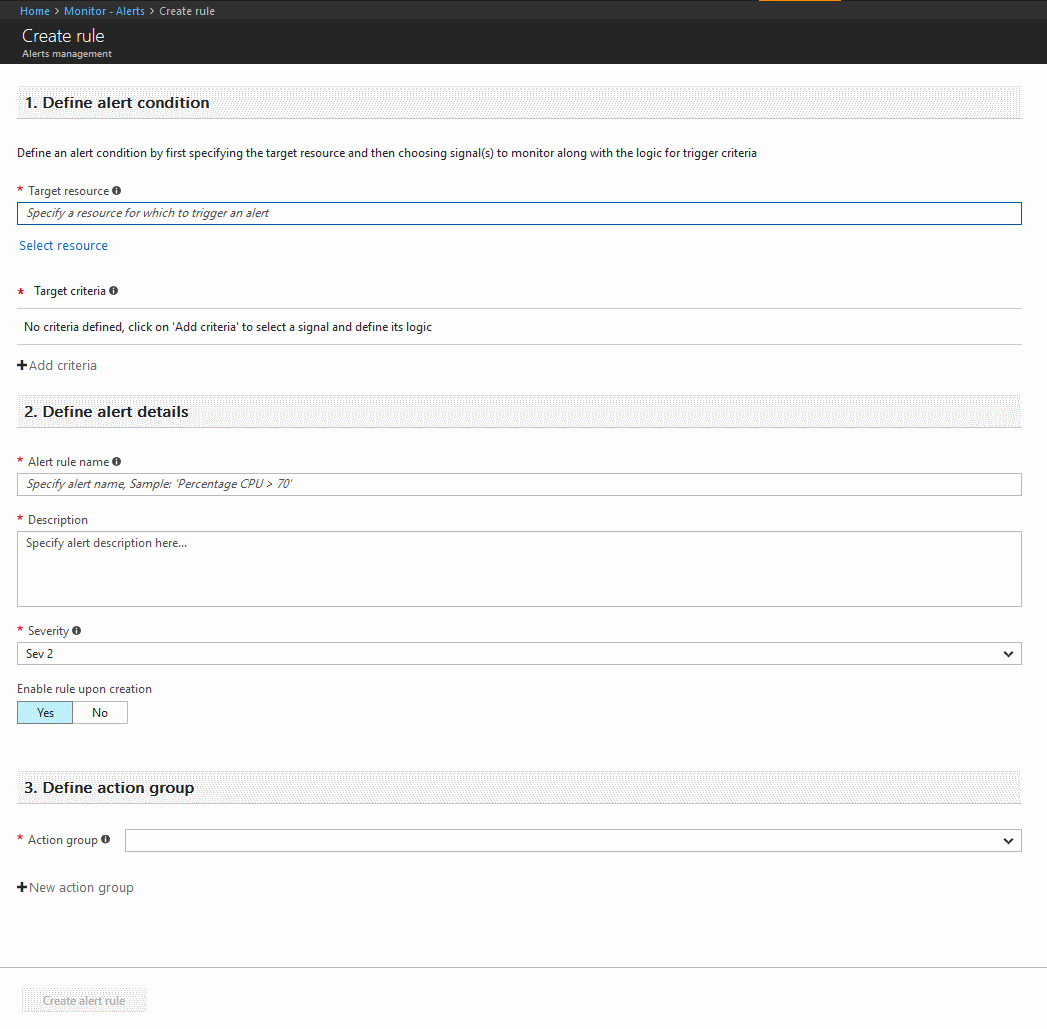 Home > Monitor - Alerts > Create rule
Create rule
Alerts management
1. Define alert condition
Define an alert condition by first specifying the target resource and then choosing signal(s) to monitor along with the logic for trigger criteria
* Target resource
Specify a resource for which to trigger an alert
Select resource
* Target criteria
No criteria defined, click on 'Add criteria' to select a signal and define its logic
+Add criteria
2. Define alert details
* Alert rule name
Specify alert name, Sample: 'Percentage CPU > 70'
* Description
Specify alert description here...
* Severity
Sev 2
Enable rule upon creation
Yes No
3. Define action group
* Action group
+New action group
Create alert rule